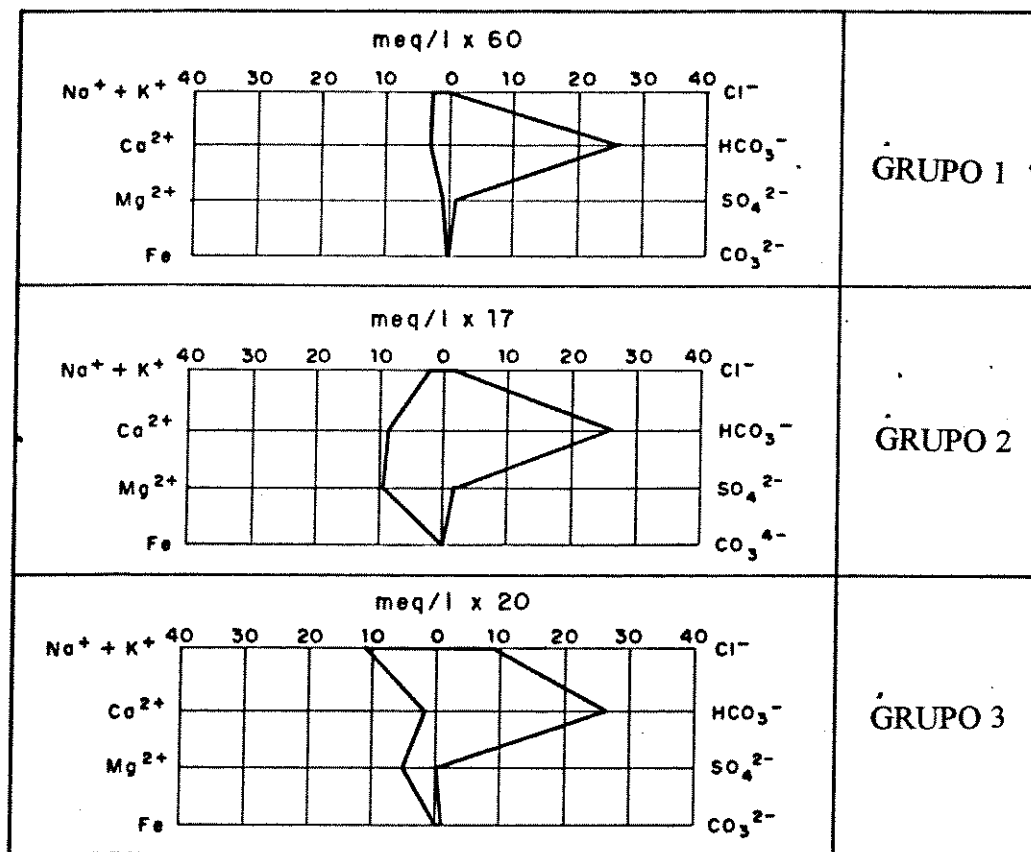 meq/l x 60
Na⁺ + K⁺ 40 30 20 10 0 10 20 30 40 Cl⁻
Ca²⁺ HCO₃⁻
Mg²⁺ SO₄²⁻
Fe CO₃²⁻
GRUPO 1
meq/l x 17
Na⁺ + K⁺ 40 30 20 10 0 10 20 30 40 Cl⁻
Ca²⁺ HCO₃⁻
Mg²⁺ SO₄²⁻
Fe CO₃⁴⁻
GRUPO 2
meq/l x 20
Na⁺ + K⁺ 40 30 20 10 0 10 20 30 40 Cl⁻
Ca²⁺ HCO₃⁻
Mg²⁺ SO₄²⁻
Fe CO₃²⁻
GRUPO 3